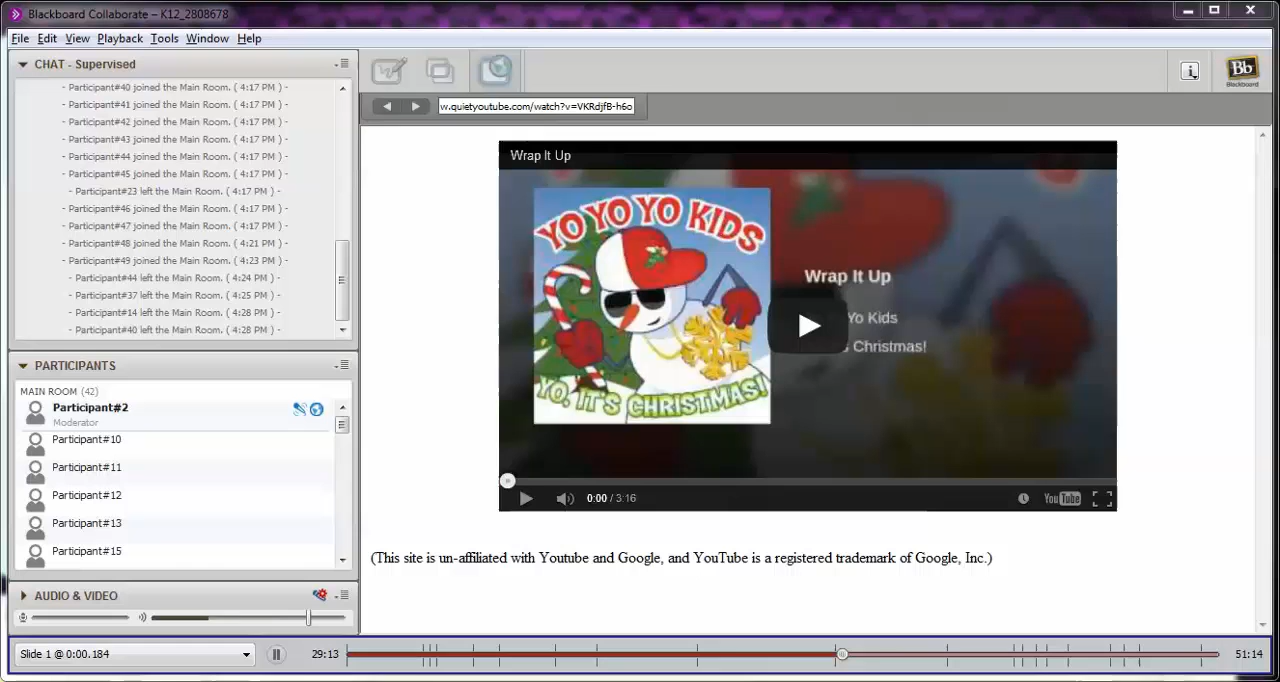 Blackboard Collaborate – K12_2808678
File Edit View Playback Tools Window Help
CHAT - Supervised
- Participant#40 joined the Main Room. ( 4:17 PM ) -
- Participant#41 joined the Main Room. ( 4:17 PM ) -
- Participant#42 joined the Main Room. ( 4:17 PM ) -
- Participant#43 joined the Main Room. ( 4:17 PM ) -
- Participant#44 joined the Main Room. ( 4:17 PM ) -
- Participant#45 joined the Main Room. ( 4:17 PM ) -
- Participant#23 left the Main Room. ( 4:17 PM ) -
- Participant#46 joined the Main Room. ( 4:17 PM ) -
- Participant#47 joined the Main Room. ( 4:17 PM ) -
- Participant#48 joined the Main Room. ( 4:21 PM ) -
- Participant#49 joined the Main Room. ( 4:23 PM ) -
- Participant#44 left the Main Room. ( 4:24 PM ) -
- Participant#37 left the Main Room. ( 4:25 PM ) -
- Participant#14 left the Main Room. ( 4:28 PM ) -
- Participant#40 left the Main Room. ( 4:28 PM ) -
PARTICIPANTS
MAIN ROOM (42)
Participant#2
Moderator
Participant#10
Participant#11
Participant#12
Participant#13
Participant#15
AUDIO & VIDEO
Bb
Blackboard
w.quietyoutube.com/watch?v=VKRdjfB-h6o
Wrap It Up
YO YO YO KIDS
YO, IT'S CHRISTMAS!
Wrap It Up
Yo Kids
s Christmas!
0:00 / 3:16
YouTube
(This site is un-affiliated with Youtube and Google, and YouTube is a registered trademark of Google, Inc.)
Slide 1 @ 0:00.184
29:13
51:14